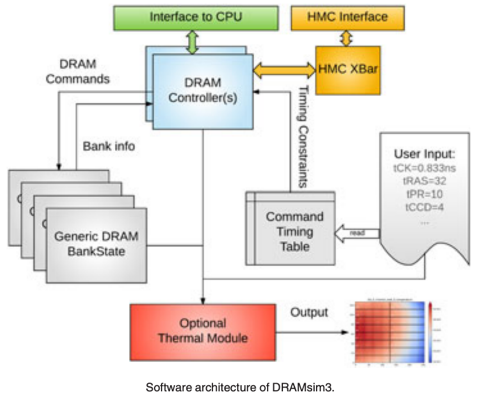 Interface to CPU
HMC Interface
DRAM
Commands
DRAM
Controller(s)
HMC XBar
Timing Constraints
Bank info
User Input:
tCK=0.833ns
tRAS=32
tPR=10
tCCD=4
...
Generic DRAM
BankState
Command
Timing
Table
read
Optional
Thermal Module
Output
Software architecture of DRAMsim3.